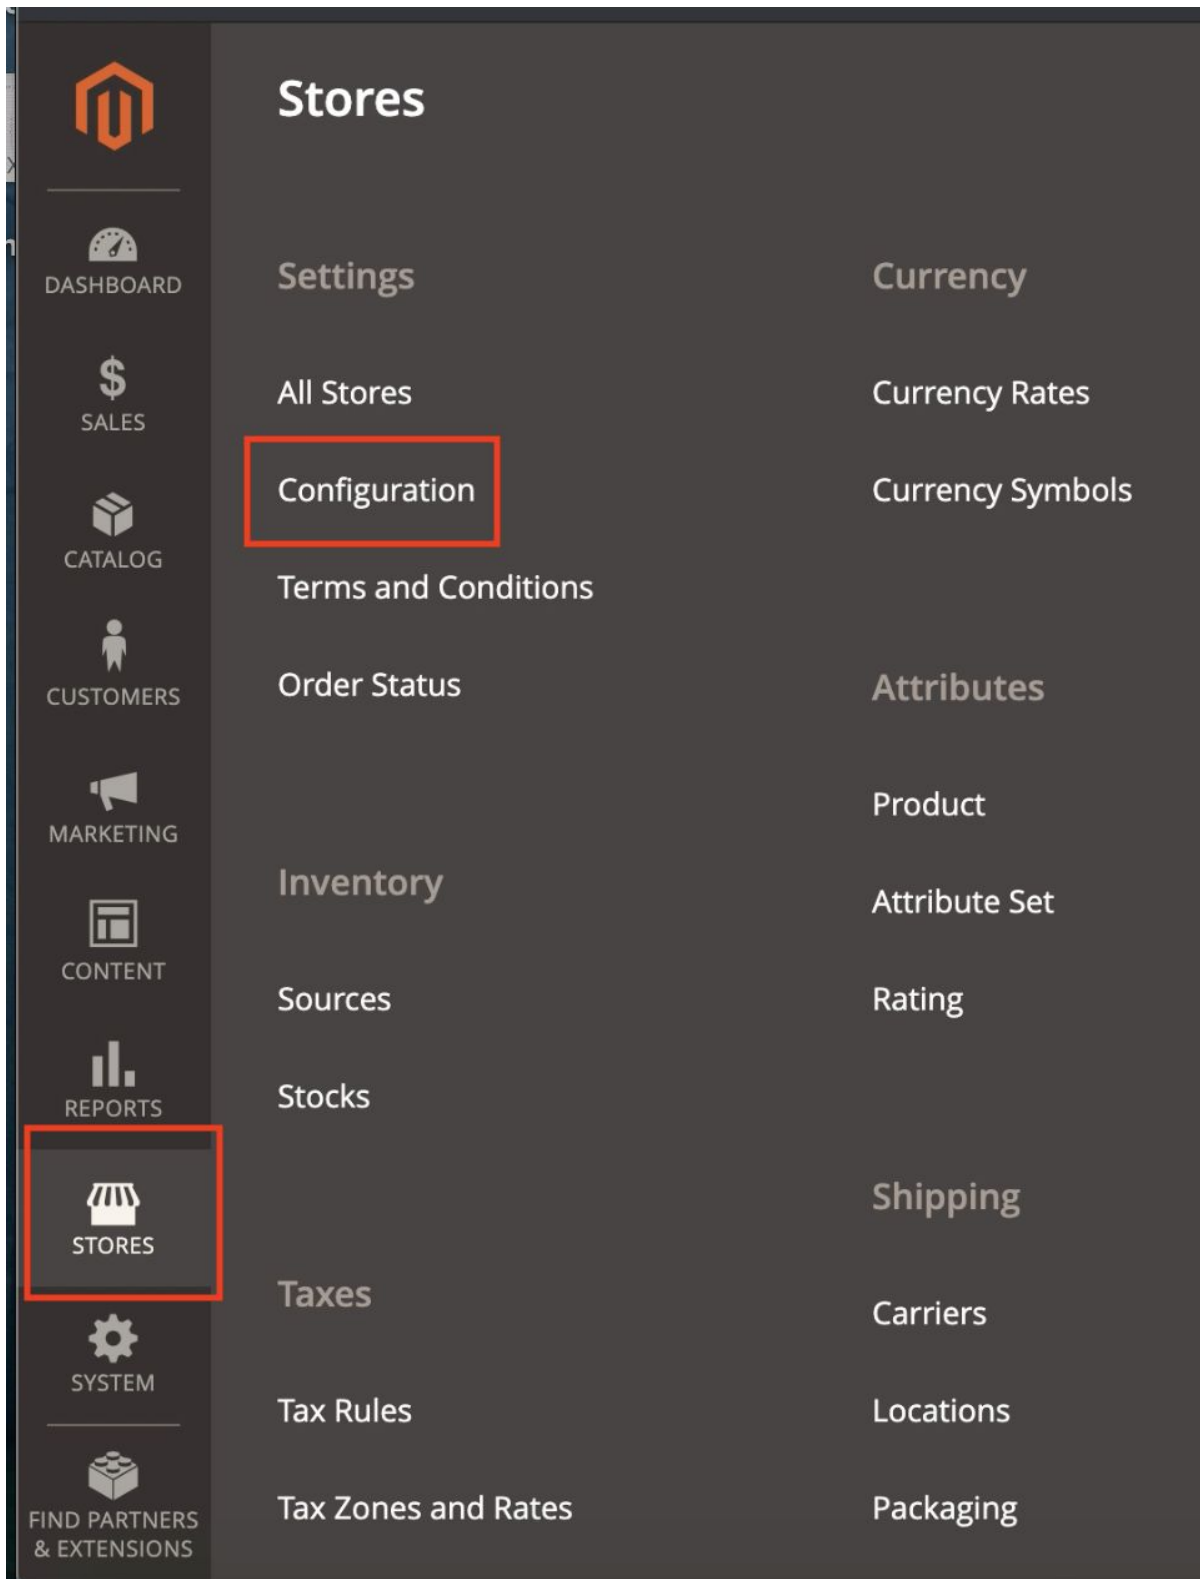 DASHBOARD
SALES
CATALOG
CUSTOMERS
MARKETING
CONTENT
REPORTS
STORES
SYSTEM
FIND PARTNERS
& EXTENSIONS
Stores
Settings
All Stores
Configuration
Terms and Conditions
Order Status
Inventory
Sources
Stocks
Taxes
Tax Rules
Tax Zones and Rates
Currency
Currency Rates
Currency Symbols
Attributes
Product
Attribute Set
Rating
Shipping
Carriers
Locations
Packaging